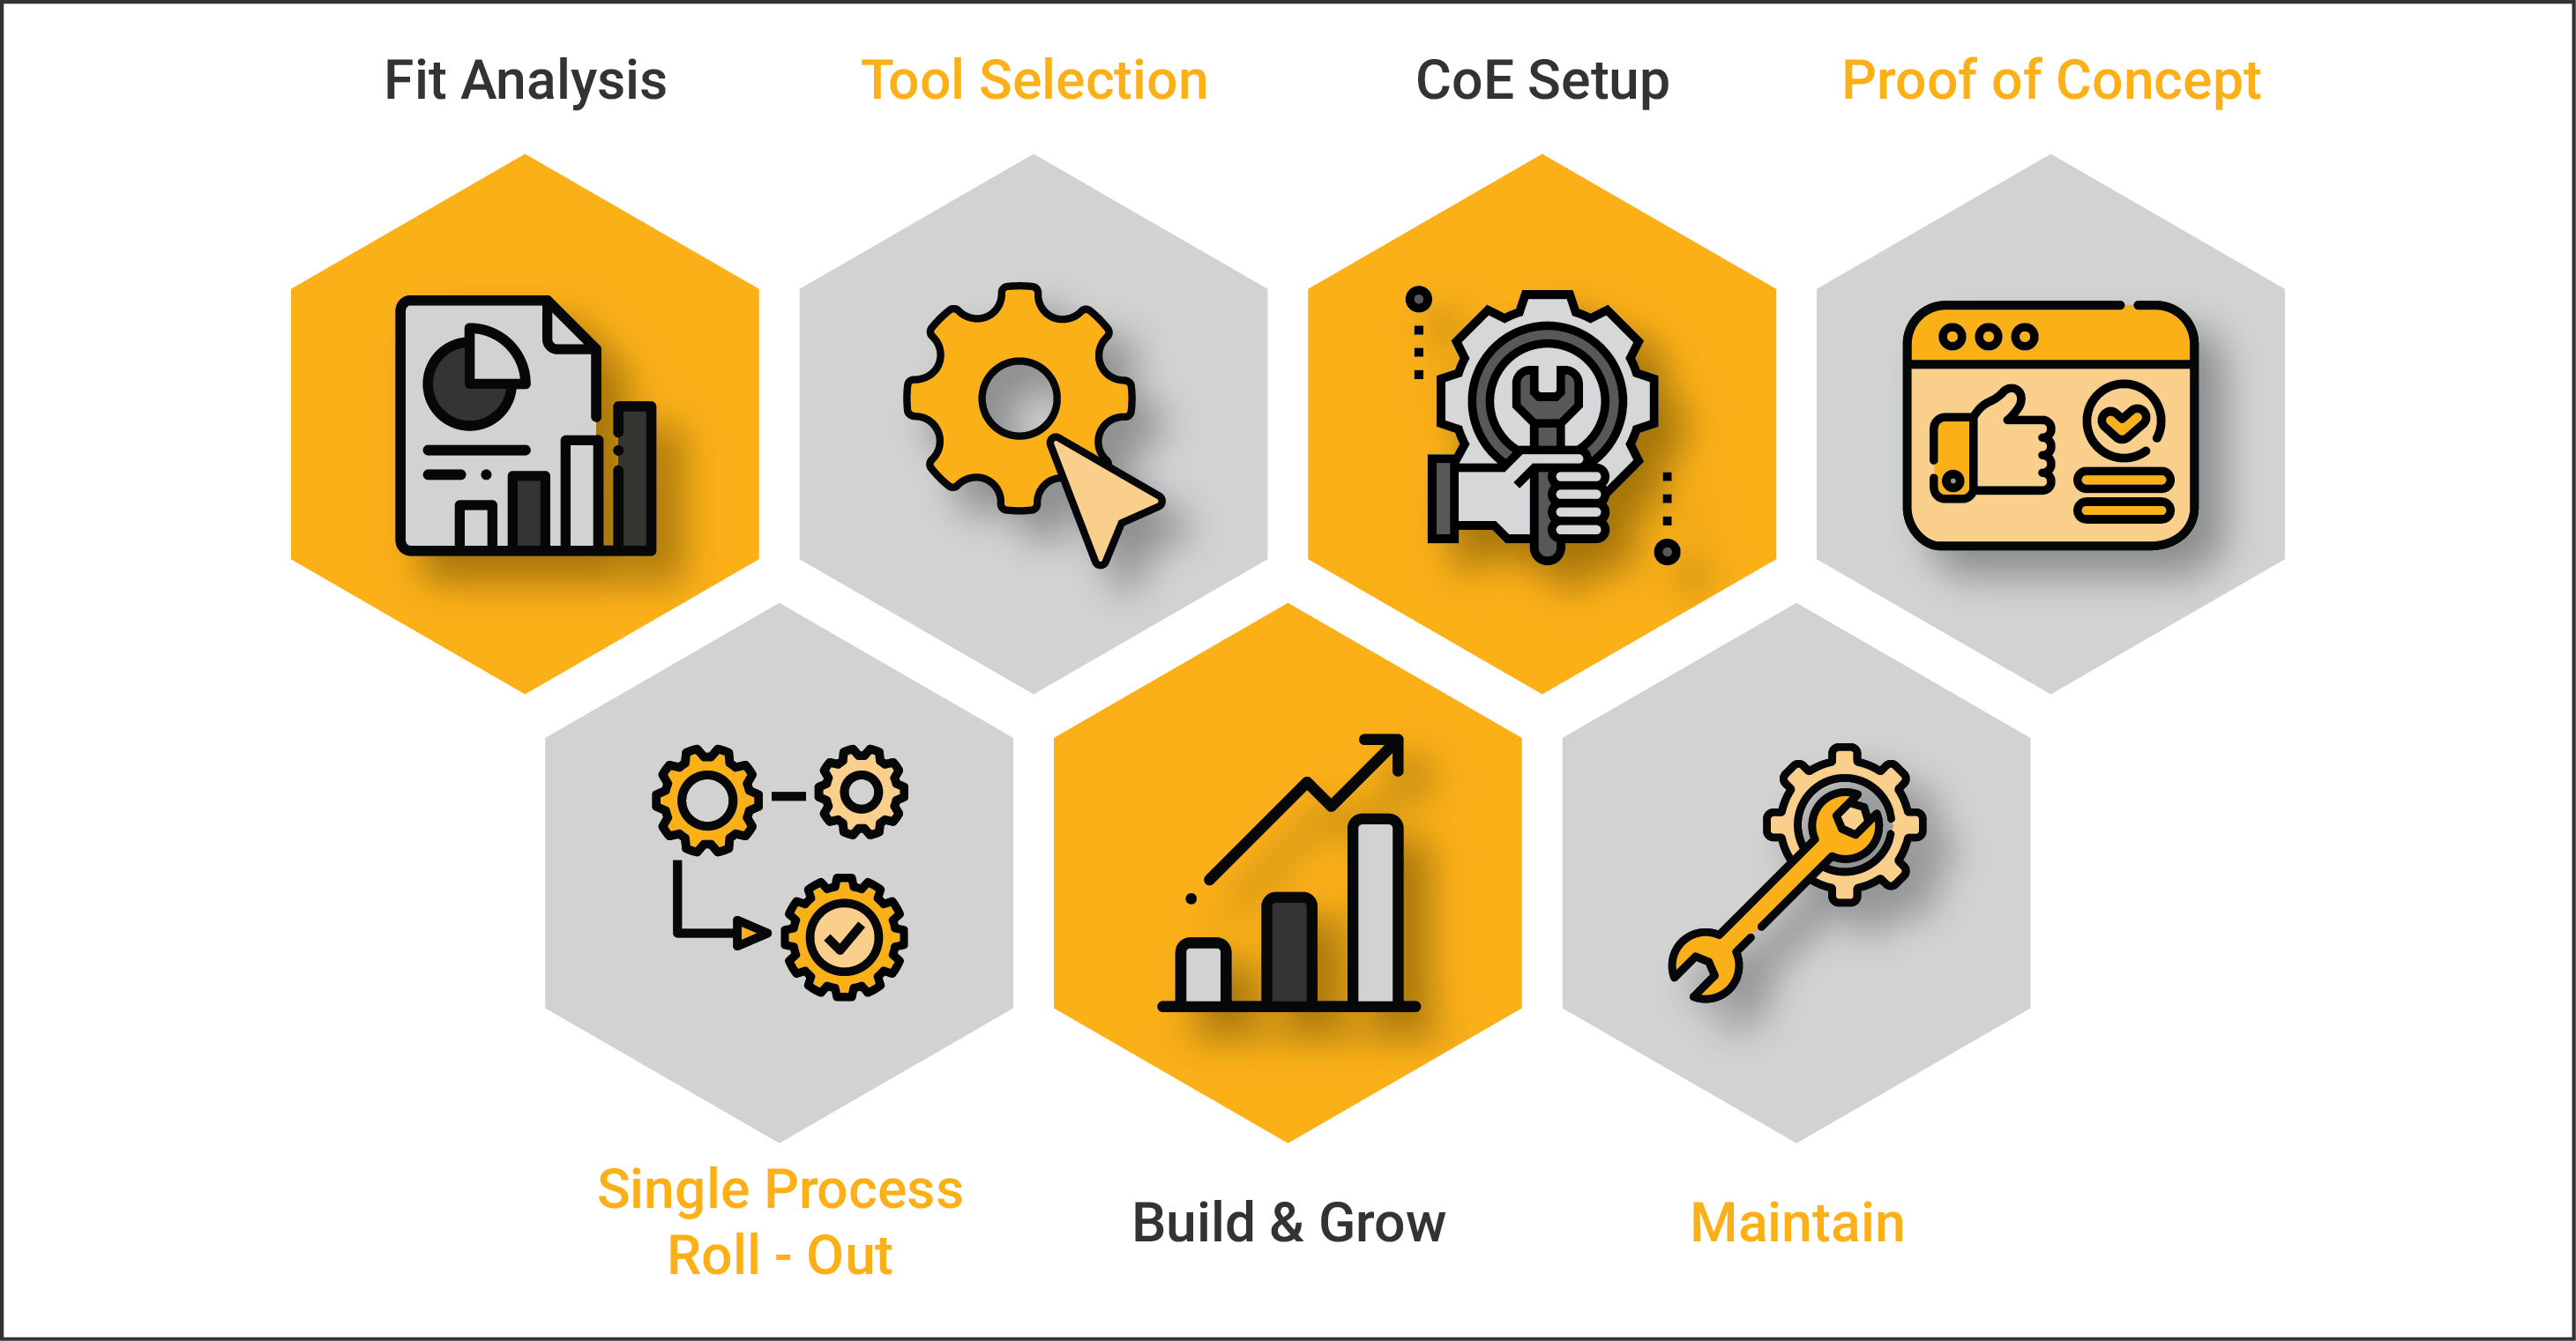 Fit Analysis
Tool Selection
CoE Setup
Proof of Concept
Single Process
Roll - Out
Build & Grow
Maintain